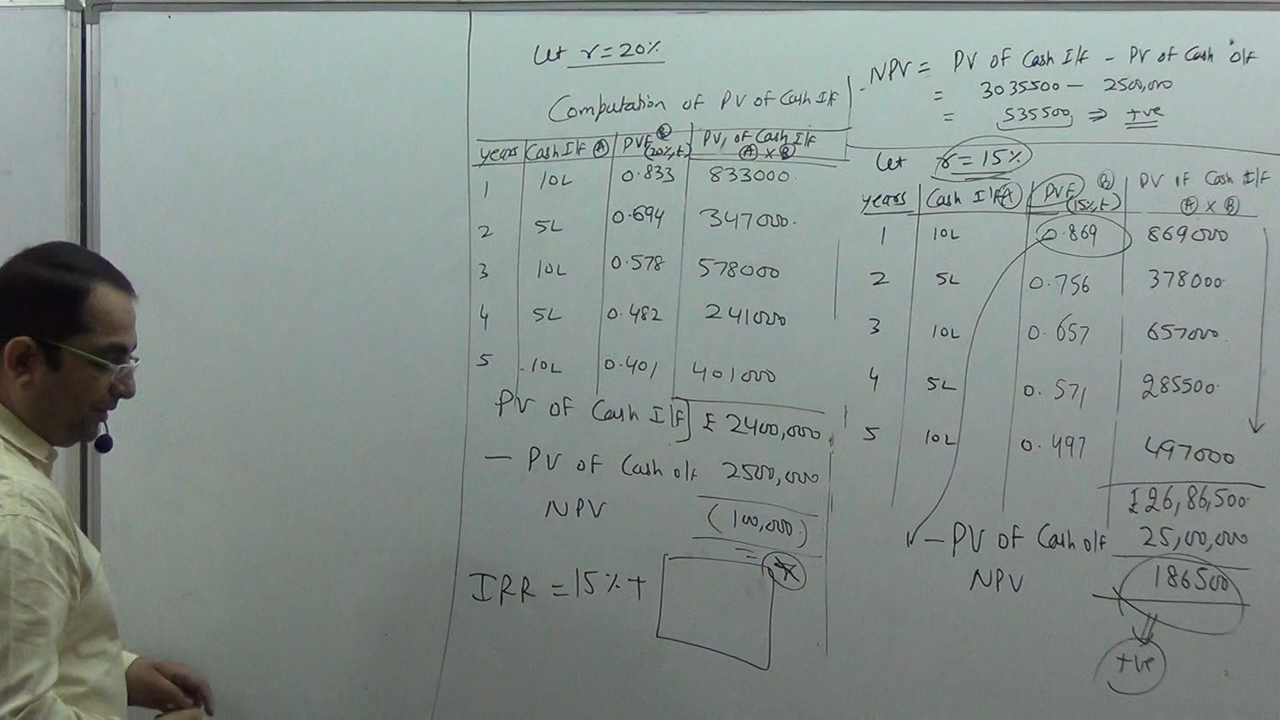 Let r = 20%
Computation of PV of Cash I/f
years Cash I/f (A) PVF (B) (20%, t) PV of Cash I/f (A) x (B)
1 10L 0.833 833000
2 5L 0.694 347000
3 10L 0.578 578000
4 5L 0.482 241000
5 10L 0.401 401000
PV of Cash I/f] £ 2400,000
- PV of Cash o/f 2500,000
NPV (100,000)
IRR = 15% +
NPV = PV of Cash I/f - PV of Cash o/f
= 3035500 - 2500,000
= 535500 ⇒ +ve
Let r = 15%
years Cash I/f (A) PVF (B) (15%, t) PV of Cash I/f (A) x (B)
1 10L 0.869 869000
2 5L 0.756 378000
3 10L 0.657 657000
4 5L 0.571 285500
5 10L 0.497 497000
£ 26,86,500
- PV of Cash o/f 25,00,000
NPV 186500
+ve